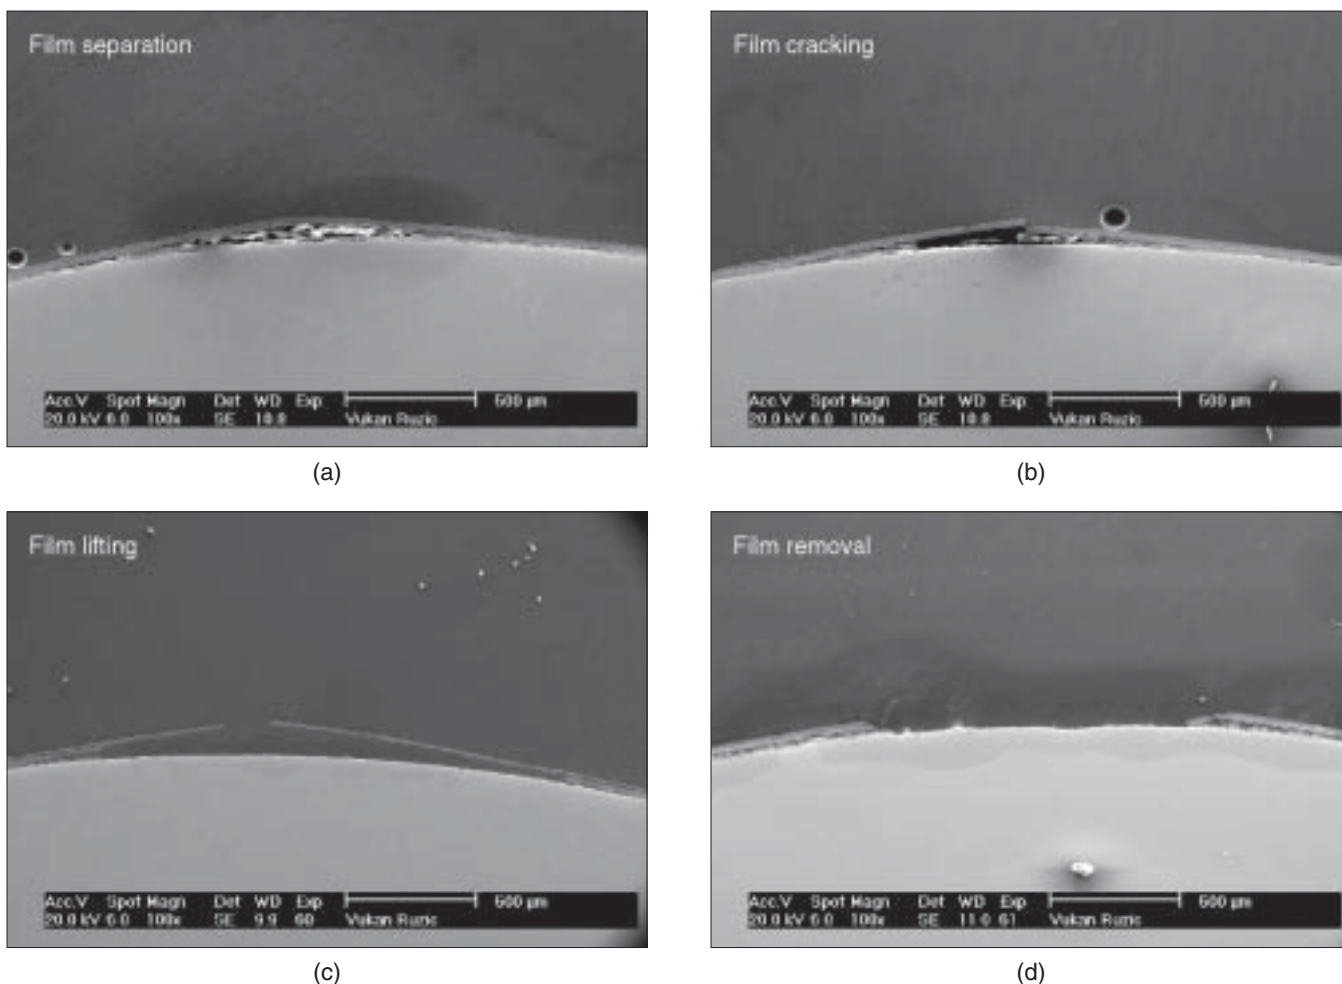 Film separation
Acc.V Spot Magn Det WD Exp 500 µm
20.0 kV 6.0 100x SE 10.8 Vukan Ruzic
(a)
Film cracking
Acc.V Spot Magn Det WD Exp 500 µm
20.0 kV 6.0 100x SE 10.8 Vukan Ruzic
(b)
Film lifting
Acc.V Spot Magn Det WD Exp 500 µm
20.0 kV 6.0 100x SE 9.9 60 Vukan Ruzic
(c)
Film removal
Acc.V Spot Magn Det WD Exp 500 µm
20.0 kV 6.0 100x SE 11.0 61 Vukan Ruzic
(d)